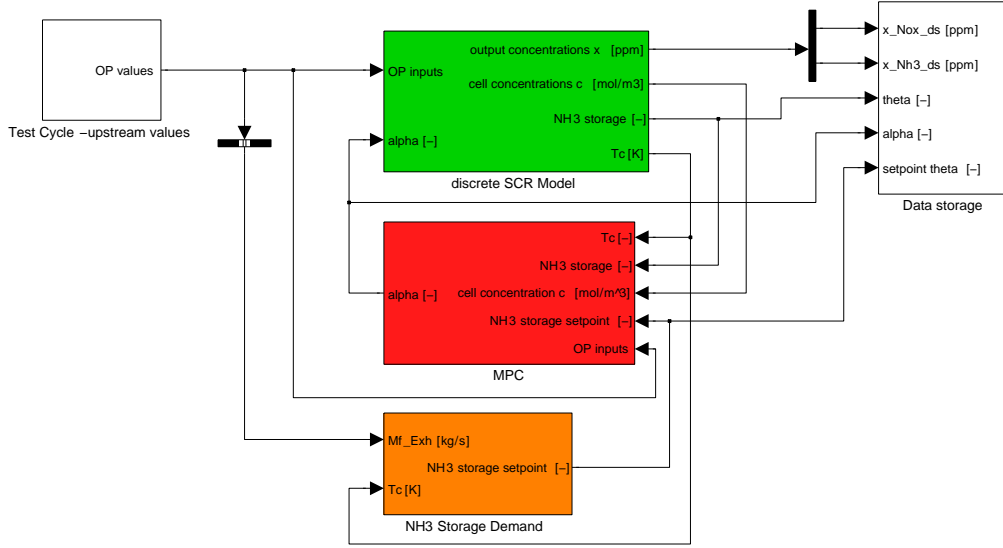 OP values
Test Cycle −upstream values
OP inputs
alpha [−]
output concentrations x [ppm]
cell concentrations c [mol/m3]
NH3 storage [−]
Tc [K]
discrete SCR Model
x_Nox_ds [ppm]
x_Nh3_ds [ppm]
theta [−]
alpha [−]
setpoint theta [−]
Data storage
alpha [−]
Tc [−]
NH3 storage [−]
cell concentration c [mol/m^3]
NH3 storage setpoint [−]
OP inputs
MPC
Mf_Exh [kg/s]
NH3 storage setpoint [−]
Tc [K]
NH3 Storage Demand